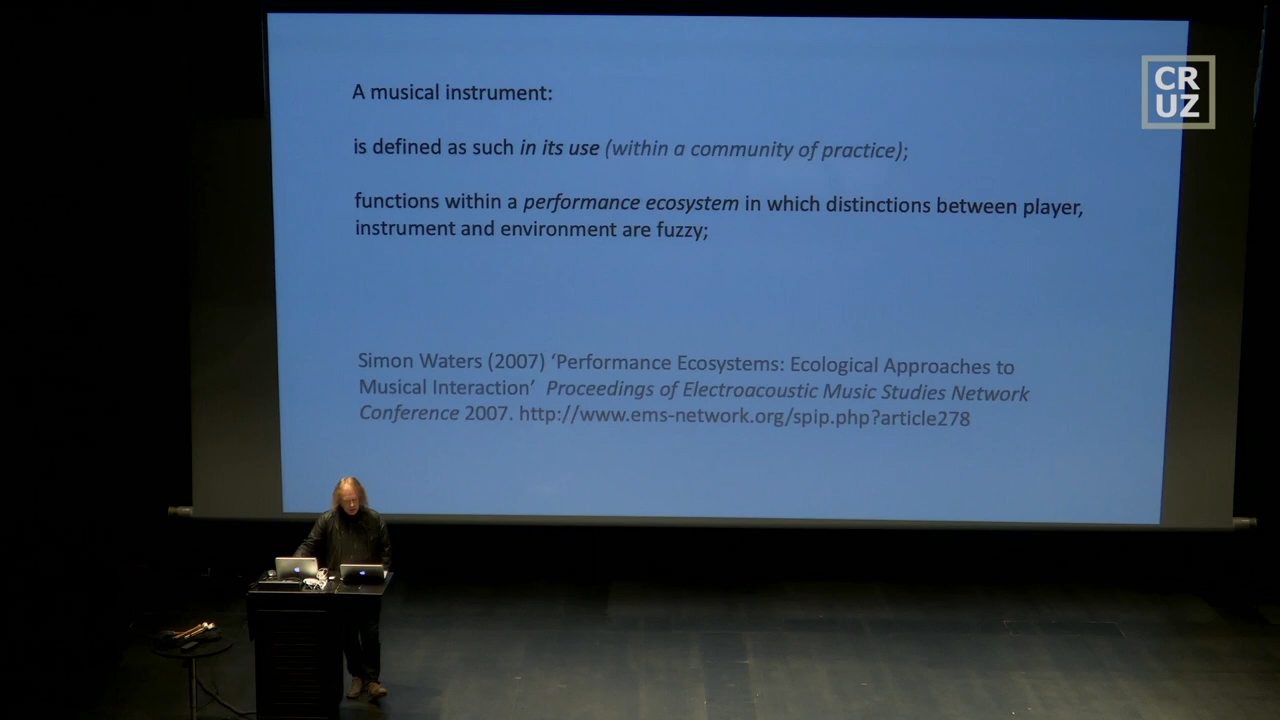 A musical instrument:
is defined as such in its use (within a community of practice);
functions within a performance ecosystem in which distinctions between player,
instrument and environment are fuzzy;
Simon Waters (2007) ‘Performance Ecosystems: Ecological Approaches to
Musical Interaction’ Proceedings of Electroacoustic Music Studies Network
Conference 2007. http://www.ems-network.org/spip.php?article278
CR
UZ